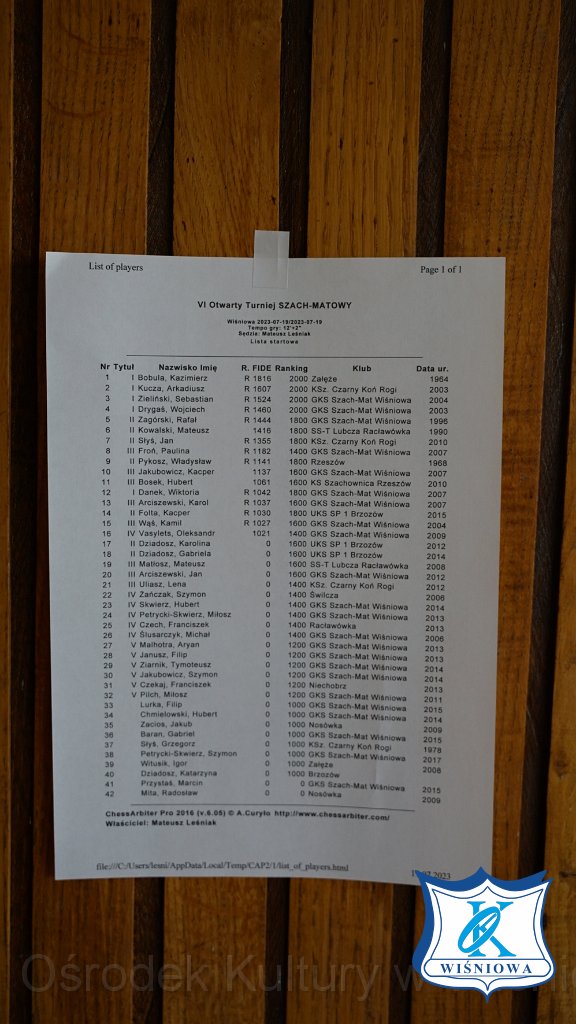 List of players
Page 1 of 1
VI Otwarty Turniej SZACH-MATOWY
Wiśniowa 2023-07-19/2023-07-19
Tempo gry: 12'+2"
Sędzia: Mateusz Leśniak
Lista startowa
Nr Tytuł Nazwisko Imię R. FIDE Ranking Klub Data ur.
1 I Bobula, Kazimierz R 1816 2000 Załęże 1964
2 I Kucza, Arkadiusz R 1607 2000 KSz. Czarny Koń Rogi 2003
3 I Zieliński, Sebastian R 1524 2000 GKS Szach-Mat Wiśniowa 2004
4 I Drygaś, Wojciech R 1460 2000 GKS Szach-Mat Wiśniowa 2003
5 II Zagórski, Rafał R 1444 1800 GKS Szach-Mat Wiśniowa 1996
6 II Kowalski, Mateusz 1416 1800 SS-T Lubcza Racławówka 1990
7 II Słyś, Jan R 1355 1800 KSz. Czarny Koń Rogi 2010
8 III Froń, Paulina R 1182 1400 GKS Szach-Mat Wiśniowa 2007
9 II Pykosz, Władysław R 1141 1800 Rzeszów 1968
10 III Jakubowicz, Kacper 1137 1600 GKS Szach-Mat Wiśniowa 2007
11 III Bosek, Hubert 1061 1600 KS Szachownica Rzeszów 2010
12 I Danek, Wiktoria R 1042 1800 GKS Szach-Mat Wiśniowa 2007
13 III Arciszewski, Karol R 1037 1600 GKS Szach-Mat Wiśniowa 2007
14 II Folta, Kacper R 1030 1800 UKS SP 1 Brzozów 2015
15 III Wąś, Kamil R 1027 1600 GKS Szach-Mat Wiśniowa 2004
16 IV Vasylets, Oleksandr 1021 1400 GKS Szach-Mat Wiśniowa 2009
17 II Dziadosz, Karolina 0 1600 UKS SP 1 Brzozów 2012
18 II Dziadosz, Gabriela 0 1600 UKS SP 1 Brzozów 2014
19 III Matłosz, Mateusz 0 1600 SS-T Lubcza Racławówka 2008
20 III Arciszewski, Jan 0 1600 GKS Szach-Mat Wiśniowa 2012
21 III Uliasz, Lena 0 1400 KSz. Czarny Koń Rogi 2012
22 IV Zańczak, Szymon 0 1400 Świlcza 2006
23 IV Skwierz, Hubert 0 1400 GKS Szach-Mat Wiśniowa 2014
24 IV Petrycki-Skwierz, Miłosz 0 1400 GKS Szach-Mat Wiśniowa 2013
25 IV Czech, Franciszek 0 1400 Racławówka 2013
26 IV Ślusarczyk, Michał 0 1400 GKS Szach-Mat Wiśniowa 2006
27 V Malhotra, Aryan 0 1200 GKS Szach-Mat Wiśniowa 2013
28 V Janusz, Filip 0 1200 GKS Szach-Mat Wiśniowa 2014
29 V Ziarnik, Tymoteusz 0 1200 GKS Szach-Mat Wiśniowa 2013
30 V Jakubowicz, Szymon 0 1200 GKS Szach-Mat Wiśniowa 2014
31 V Czekaj, Franciszek 0 1200 Niechobrz 2013
32 V Pilch, Miłosz 0 1200 GKS Szach-Mat Wiśniowa 2011
33 Lurka, Filip 0 1000 GKS Szach-Mat Wiśniowa 2015
34 Chmielowski, Hubert 0 1000 GKS Szach-Mat Wiśniowa 2014
35 Zacios, Jakub 0 1000 Nosówka 2009
36 Baran, Gabriel 0 1000 GKS Szach-Mat Wiśniowa 2015
37 Słyś, Grzegorz 0 1000 KSz. Czarny Koń Rogi 1978
38 Petrycki-Skwierz, Szymon 0 1000 GKS Szach-Mat Wiśniowa 2017
39 Witusik, Igor 0 1000 Załęże 2008
40 Dziadosz, Katarzyna 0 1000 Brzozów
41 Przystaś, Marcin 0 0 GKS Szach-Mat Wiśniowa 2015
42 Mita, Radosław 0 0 Nosówka 2009
ChessArbiter Pro 2016 (v.6.05) © A.Curyło http://www.chessarbiter.com/
Właściciel: Mateusz Leśniak
file:///C:/Users/lesni/AppData/Local/Temp/CAP2/1/list_of_players.html
K
WIŚNIOWA
Ośrodek Kultury w